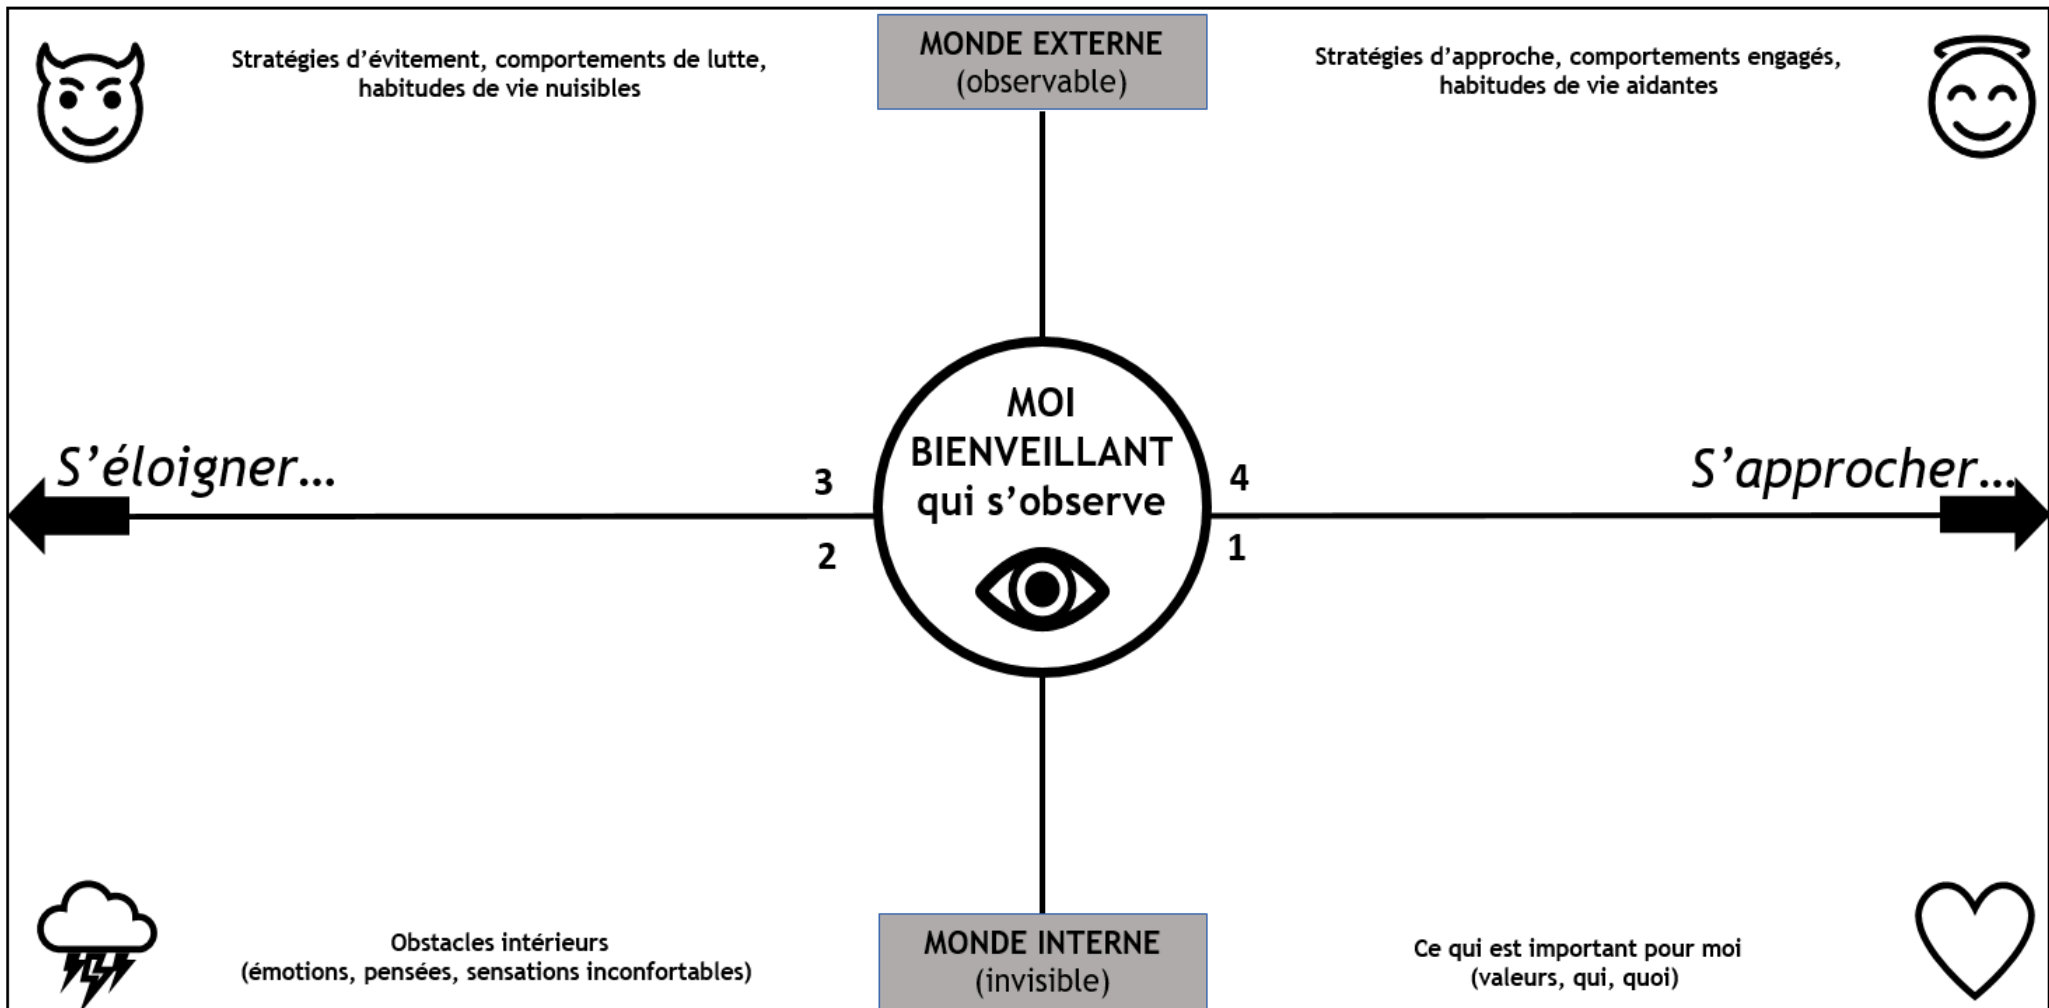 MONDE EXTERNE
(observable)
Stratégies d’évitement, comportements de lutte,
habitudes de vie nuisibles
Stratégies d’approche, comportements engagés,
habitudes de vie aidantes
S’éloigner…
3
2
MOI
BIENVEILLANT
qui s’observe
4
1
S’approcher…
Obstacles intérieurs
(émotions, pensées, sensations inconfortables)
MONDE INTERNE
(invisible)
Ce qui est important pour moi
(valeurs, qui, quoi)